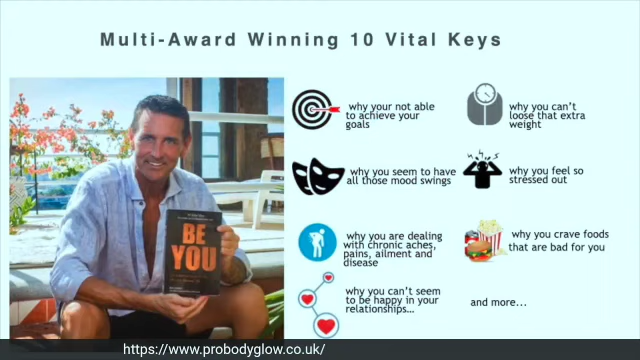 Multi-Award Winning 10 Vital Keys
why your not able
to achieve your
goals
why you can't
loose that extra
weight
why you seem to have
all those mood swings
why you feel so
stressed out
BE
YOU
why you are dealing
with chronic aches,
pains, ailment and
disease
why you crave foods
that are bad for you
why you can't seem
to be happy in your
relationships...
and more...
https://www.probodyglow.co.uk/